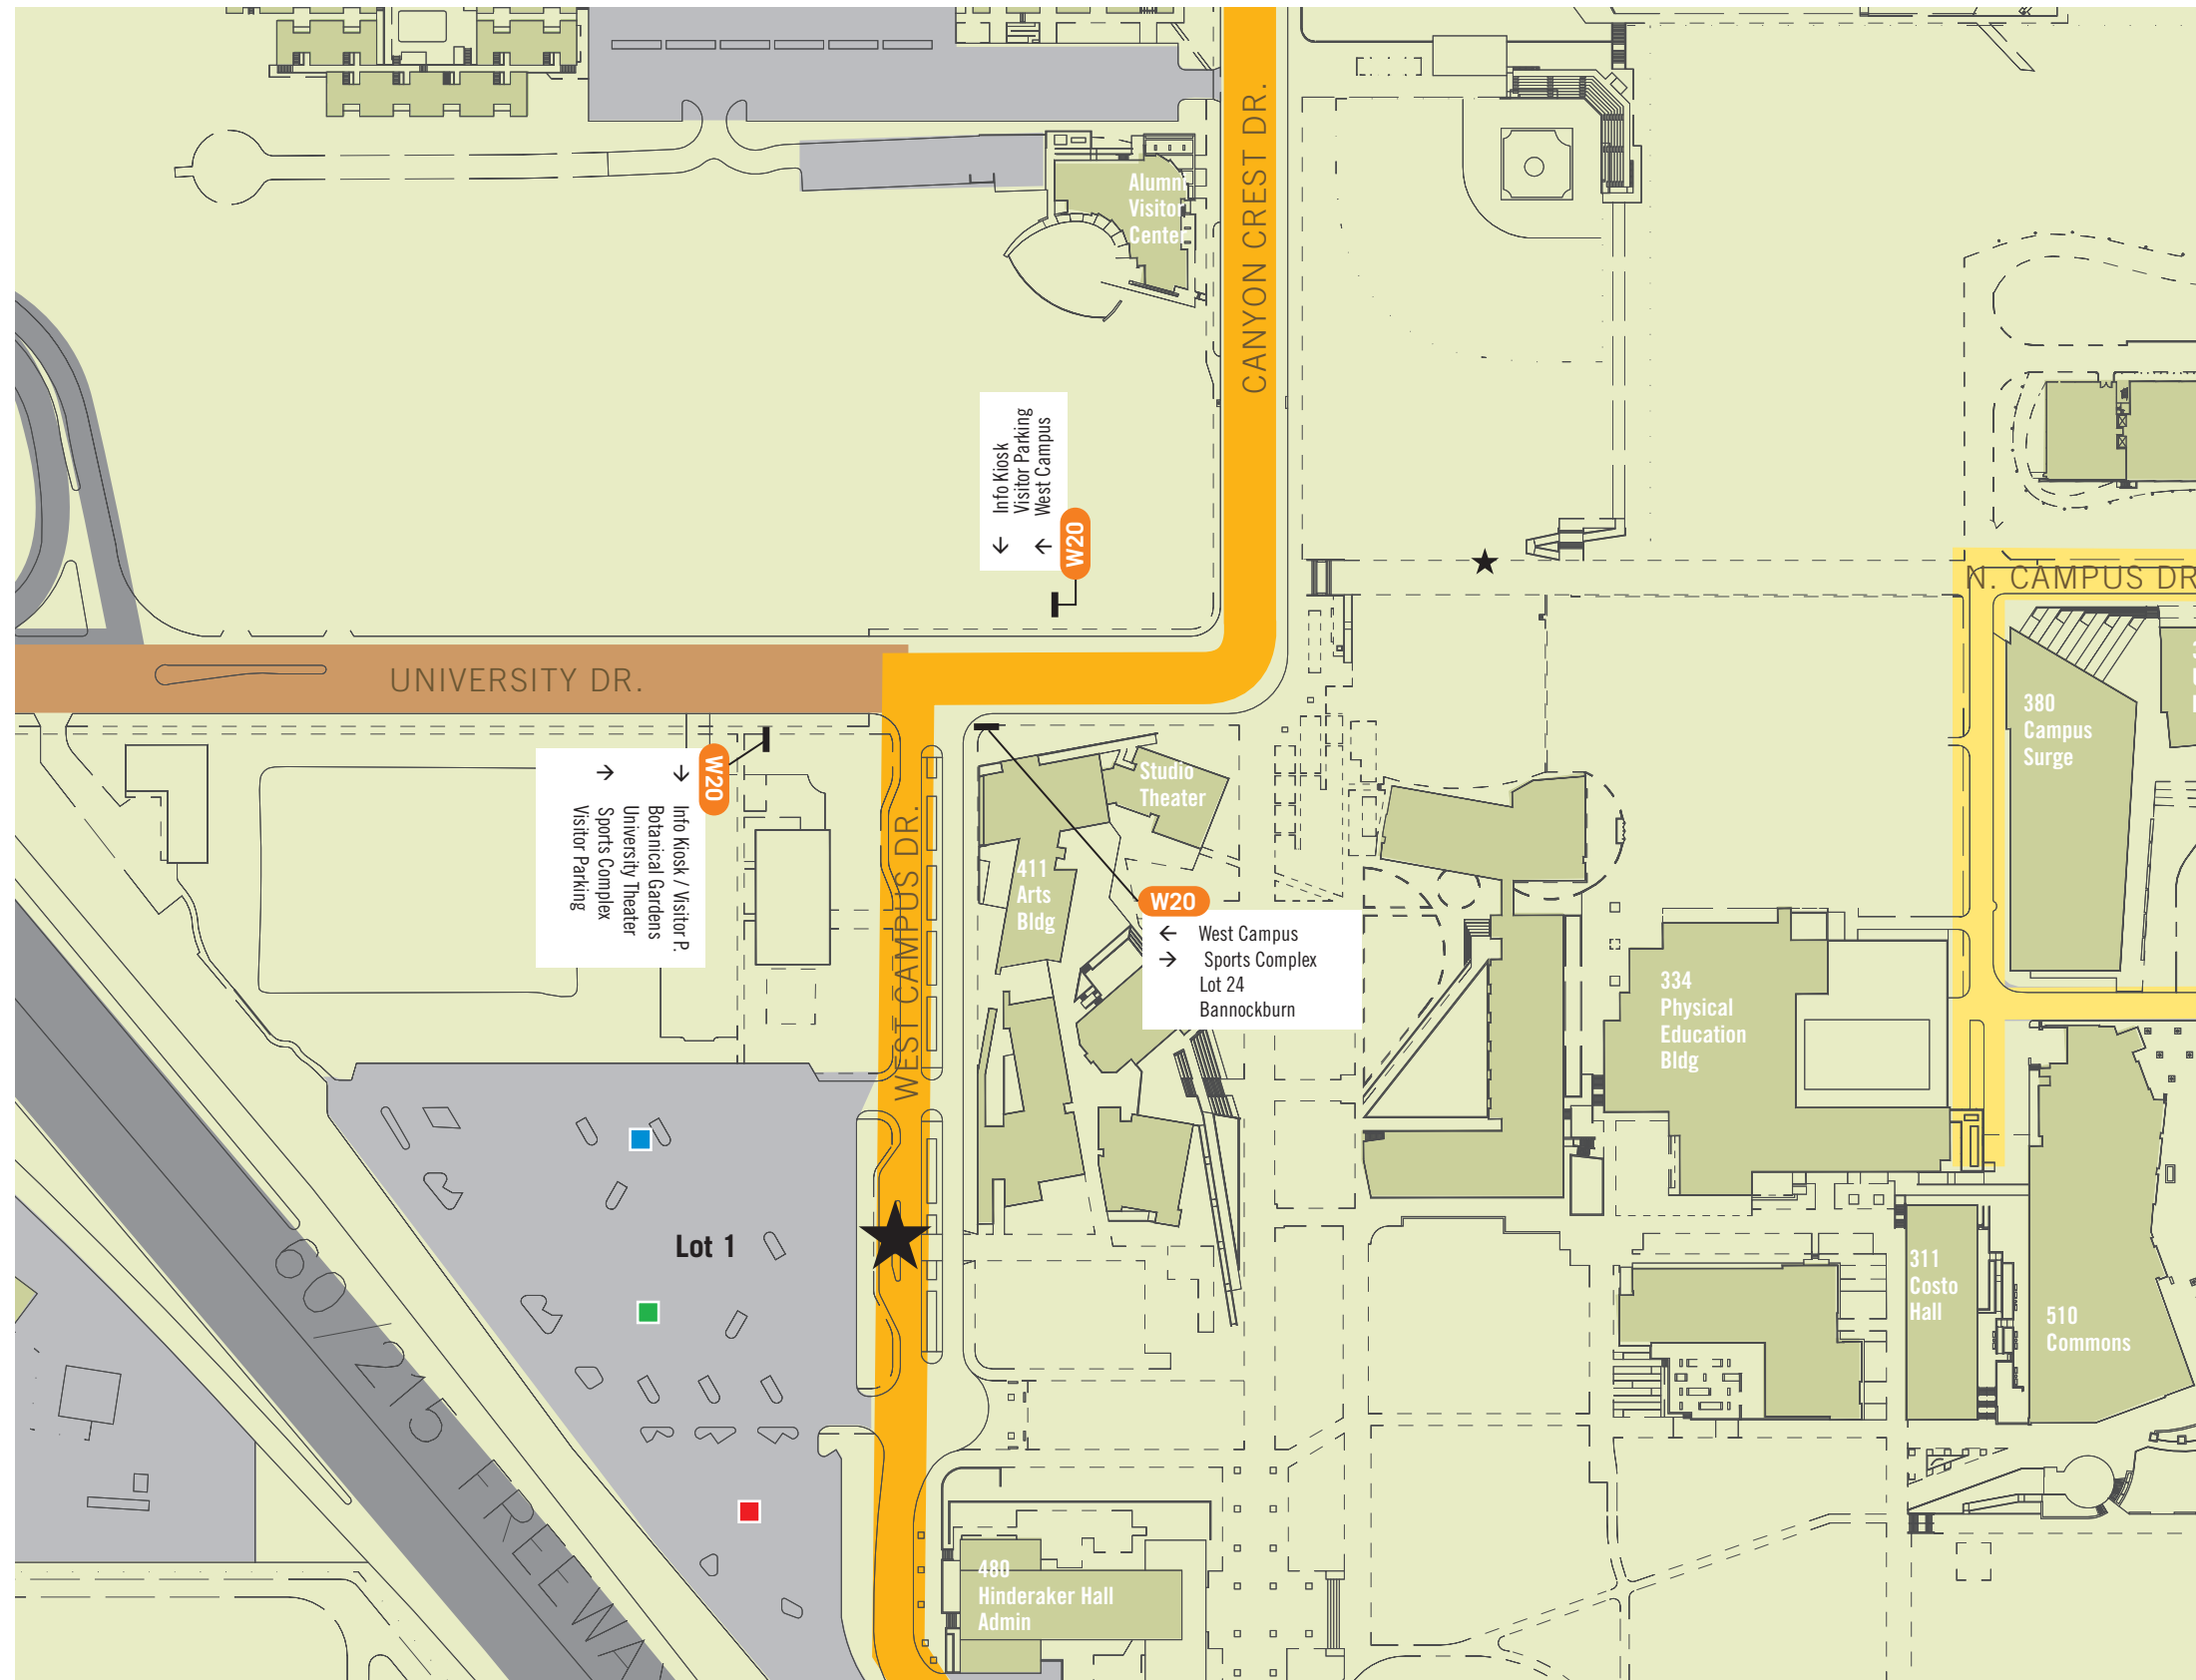 Alumni
Visitor
Center
CANYON CREST DR.
Info Kiosk
Visitor Parking
West Campus
W20
N. CAMPUS DR
UNIVERSITY DR.
380
Campus
Surge
W20
Info Kiosk / Visitor P.
Botanical Gardens
University Theater
Sports Complex
Visitor Parking
WEST CAMPUS DR.
Studio
Theater
411
Arts
Bldg
W20
← West Campus
→ Sports Complex
Lot 24
Bannockburn
334
Physical
Education
Bldg
Lot 1
60/215 FREEWA
311
Costo
Hall
510
Commons
480
Hinderaker Hall
Admin